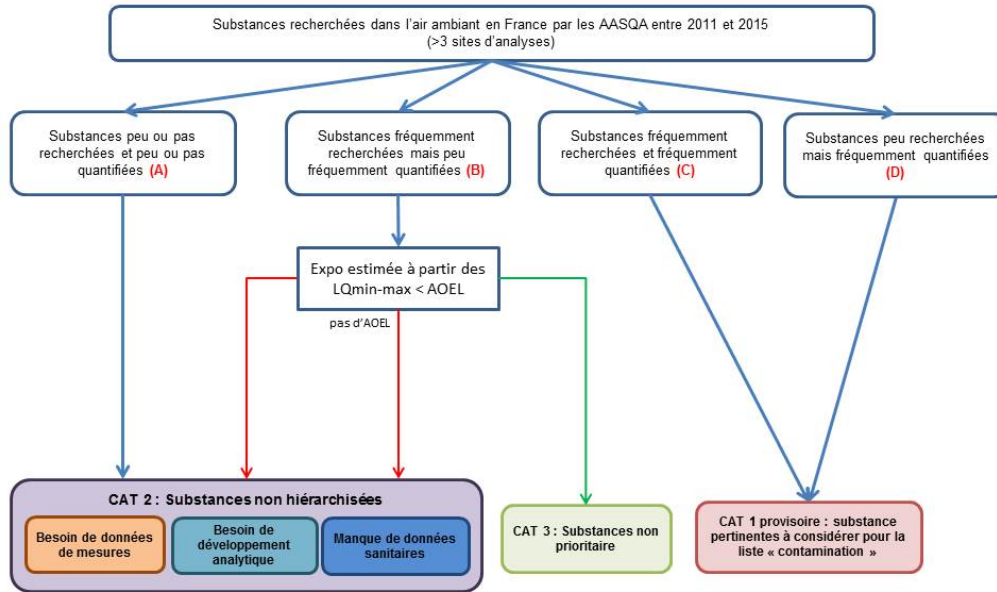 Substances recherchées dans l'air ambiant en France par les AASQA entre 2011 et 2015
(>3 sites d'analyses)
Substances peu ou pas
recherchées et peu ou pas
quantifiées (A)
Substances fréquemment
recherchées mais peu
fréquemment quantifiées (B)
Substances fréquemment
recherchées et fréquemment
quantifiées (C)
Substances peu recherchées
mais fréquemment quantifiées
(D)
Expo estimée à partir des
LQmin-max < AOEL
pas d'AOEL
CAT 2 : Substances non hiérarchisées
Besoin de données
de mesures
Besoin de
développement
analytique
Manque de données
sanitaires
CAT 3 : Substances non
prioritaire
CAT 1 provisoire : substance
pertinentes à considérer pour la
liste « contamination »